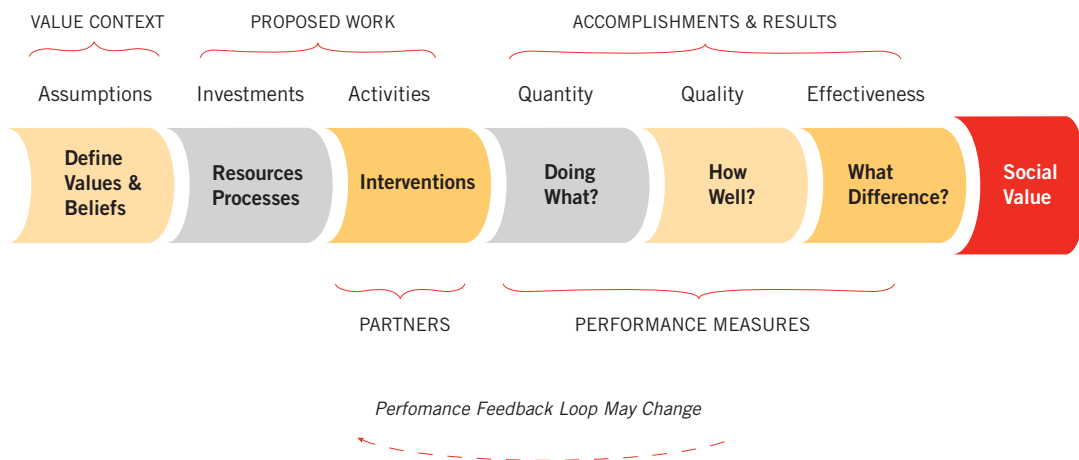 VALUE CONTEXT
PROPOSED WORK
ACCOMPLISHMENTS & RESULTS
Assumptions
Investments
Activities
Quantity
Quality
Effectiveness
Define
Values &
Beliefs
Resources
Processes
Interventions
Doing
What?
How
Well?
What
Difference?
Social
Value
PARTNERS
PERFORMANCE MEASURES
Perfomance Feedback Loop May Change